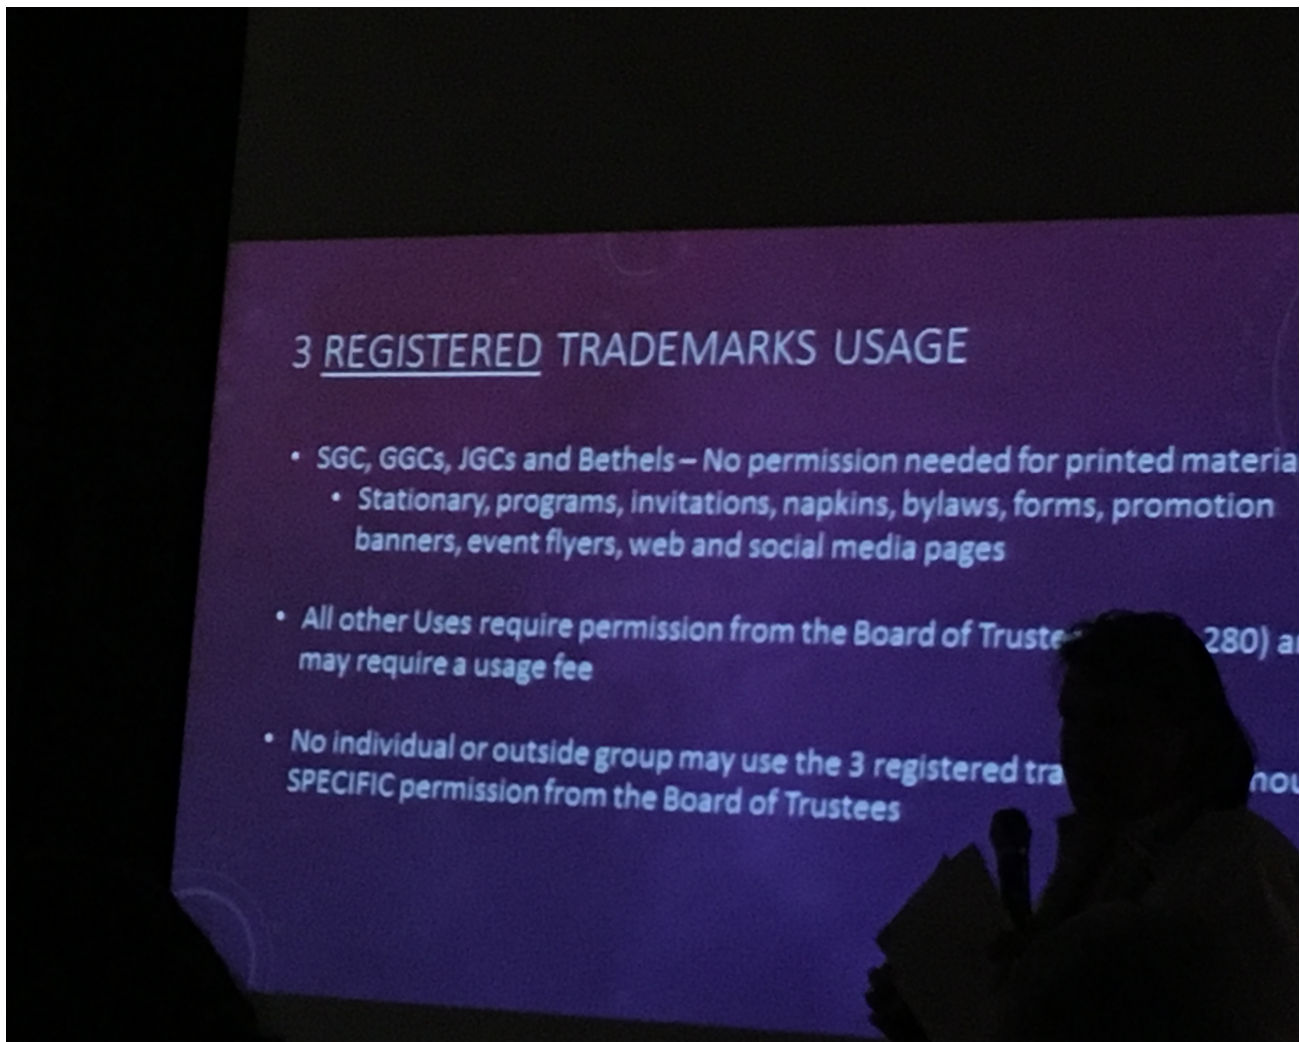 3 REGISTERED TRADEMARKS USAGE
• SGC, GGCs, JGCs and Bethels – No permission needed for printed materia
• Stationary, programs, invitations, napkins, bylaws, forms, promotion
banners, event flyers, web and social media pages
• All other Uses require permission from the Board of Truste 280) a
may require a usage fee
• No individual or outside group may use the 3 registered tra hou
SPECIFIC permission from the Board of Trustees